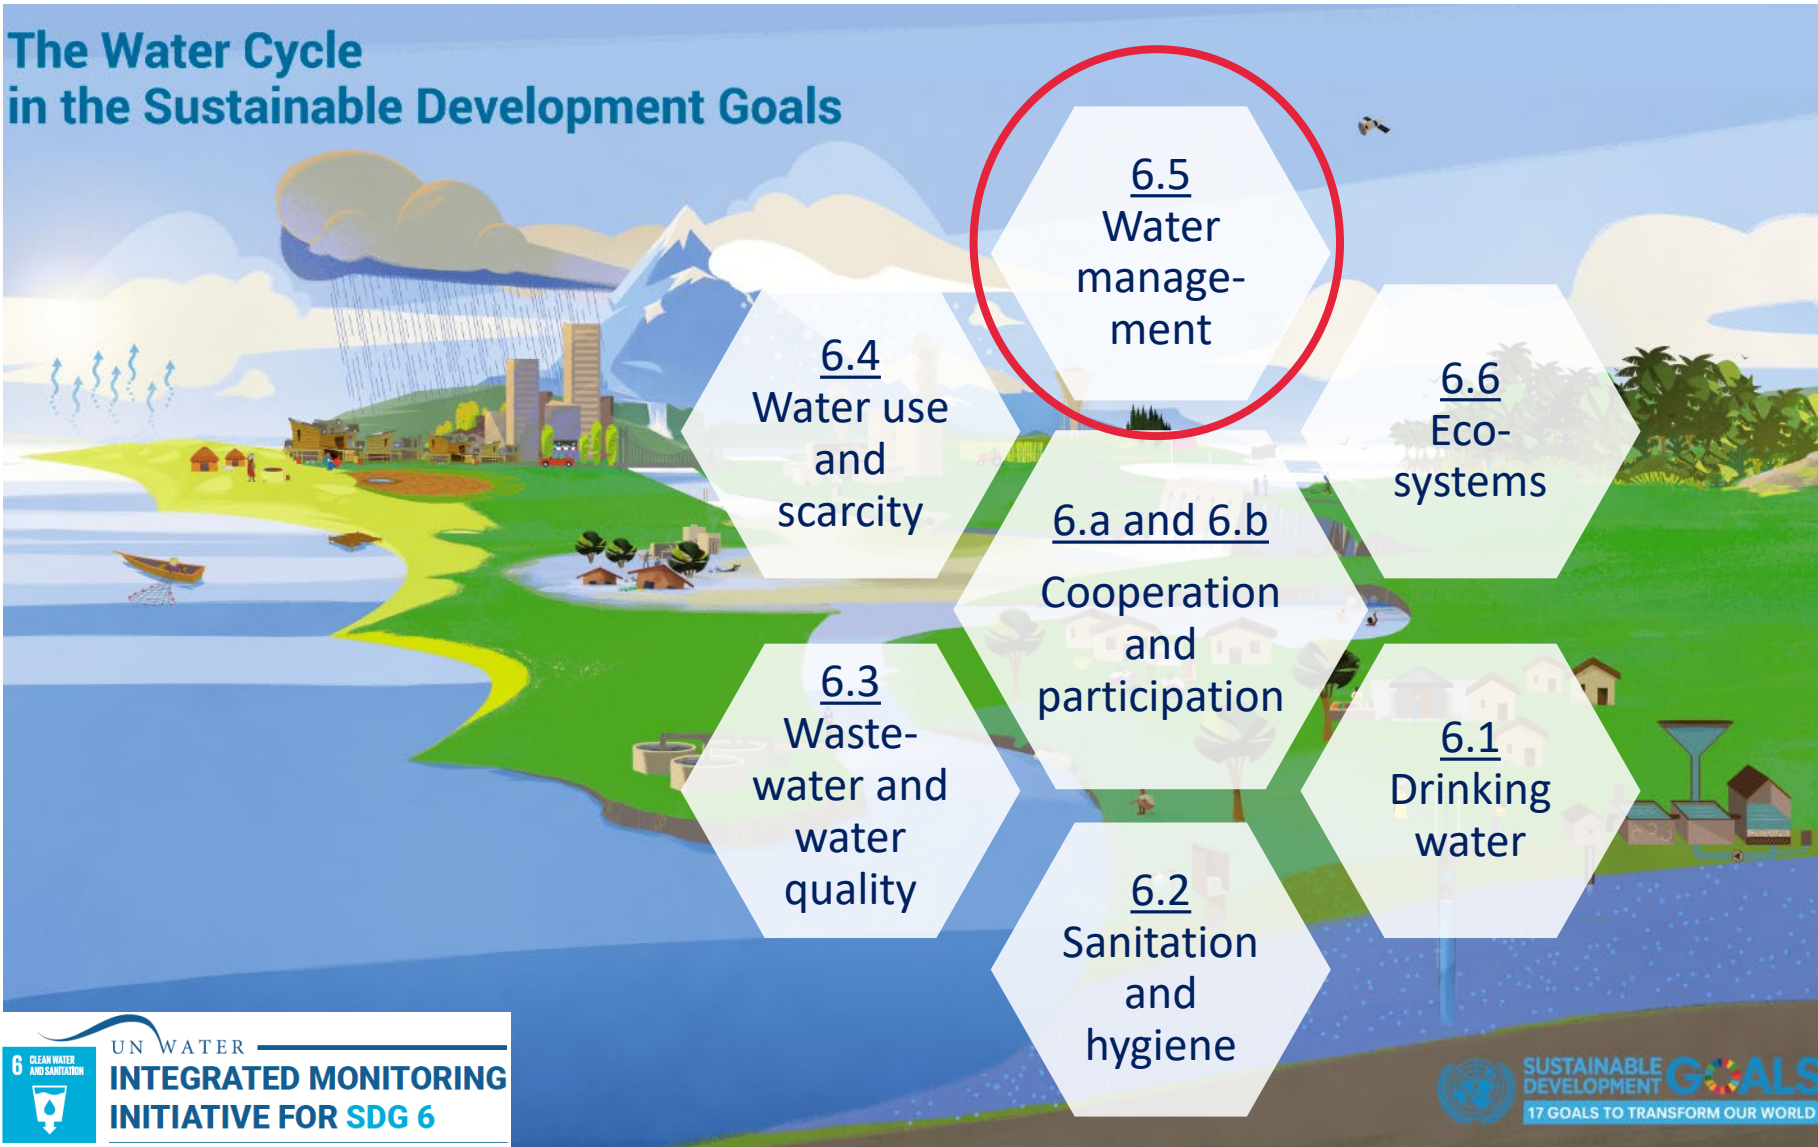 The Water Cycle
in the Sustainable Development Goals
6.5
Water
manage-
ment
6.4
Water use
and
scarcity
6.6
Eco-
systems
6.a and 6.b
Cooperation
and
participation
6.3
Waste-
water and
water
quality
6.1
Drinking
water
6.2
Sanitation
and
hygiene
6 CLEAN WATER
AND SANITATION
UN WATER
INTEGRATED MONITORING
INITIATIVE FOR SDG 6
SUSTAINABLE
DEVELOPMENT GOALS
17 GOALS TO TRANSFORM OUR WORLD